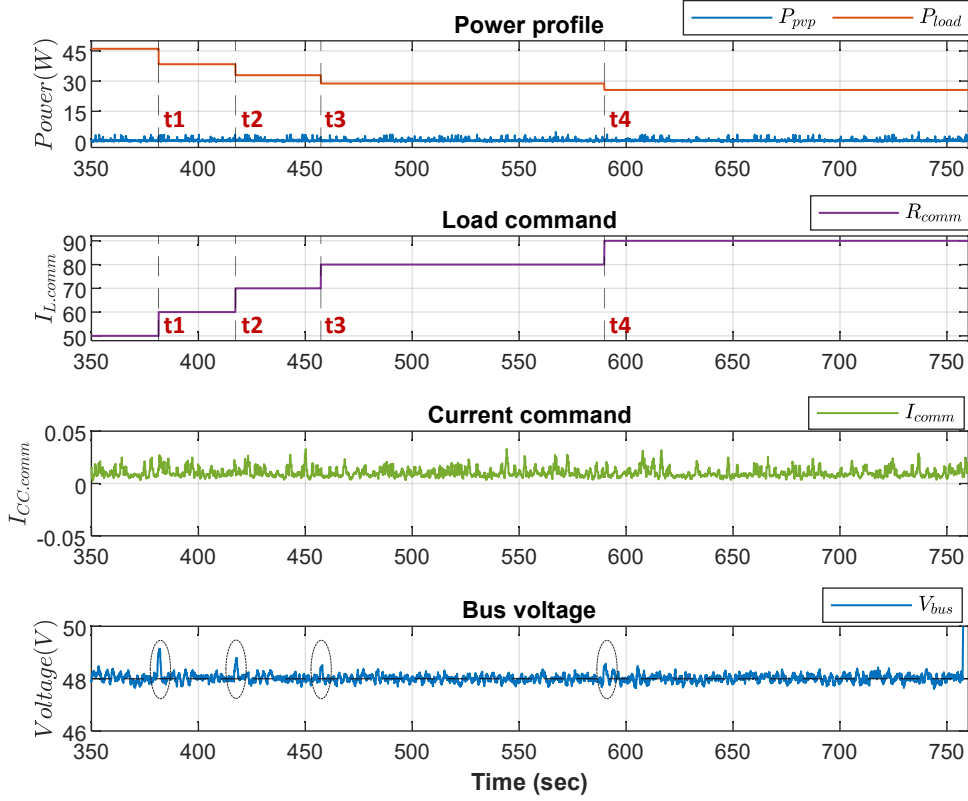 Power profile
P_pvp P_load
Power(W)
45
30
15
0
t1 t2 t3 t4
350 400 450 500 550 600 650 700 750
Load command
R_comm
I_L.comm
90
80
70
60
50
t1 t2 t3 t4
350 400 450 500 550 600 650 700 750
Current command
I_comm
I_CC.comm
0.05
0
-0.05
350 400 450 500 550 600 650 700 750
Bus voltage
V_bus
Voltage(V)
50
48
46
350 400 450 500 550 600 650 700 750
Time (sec)